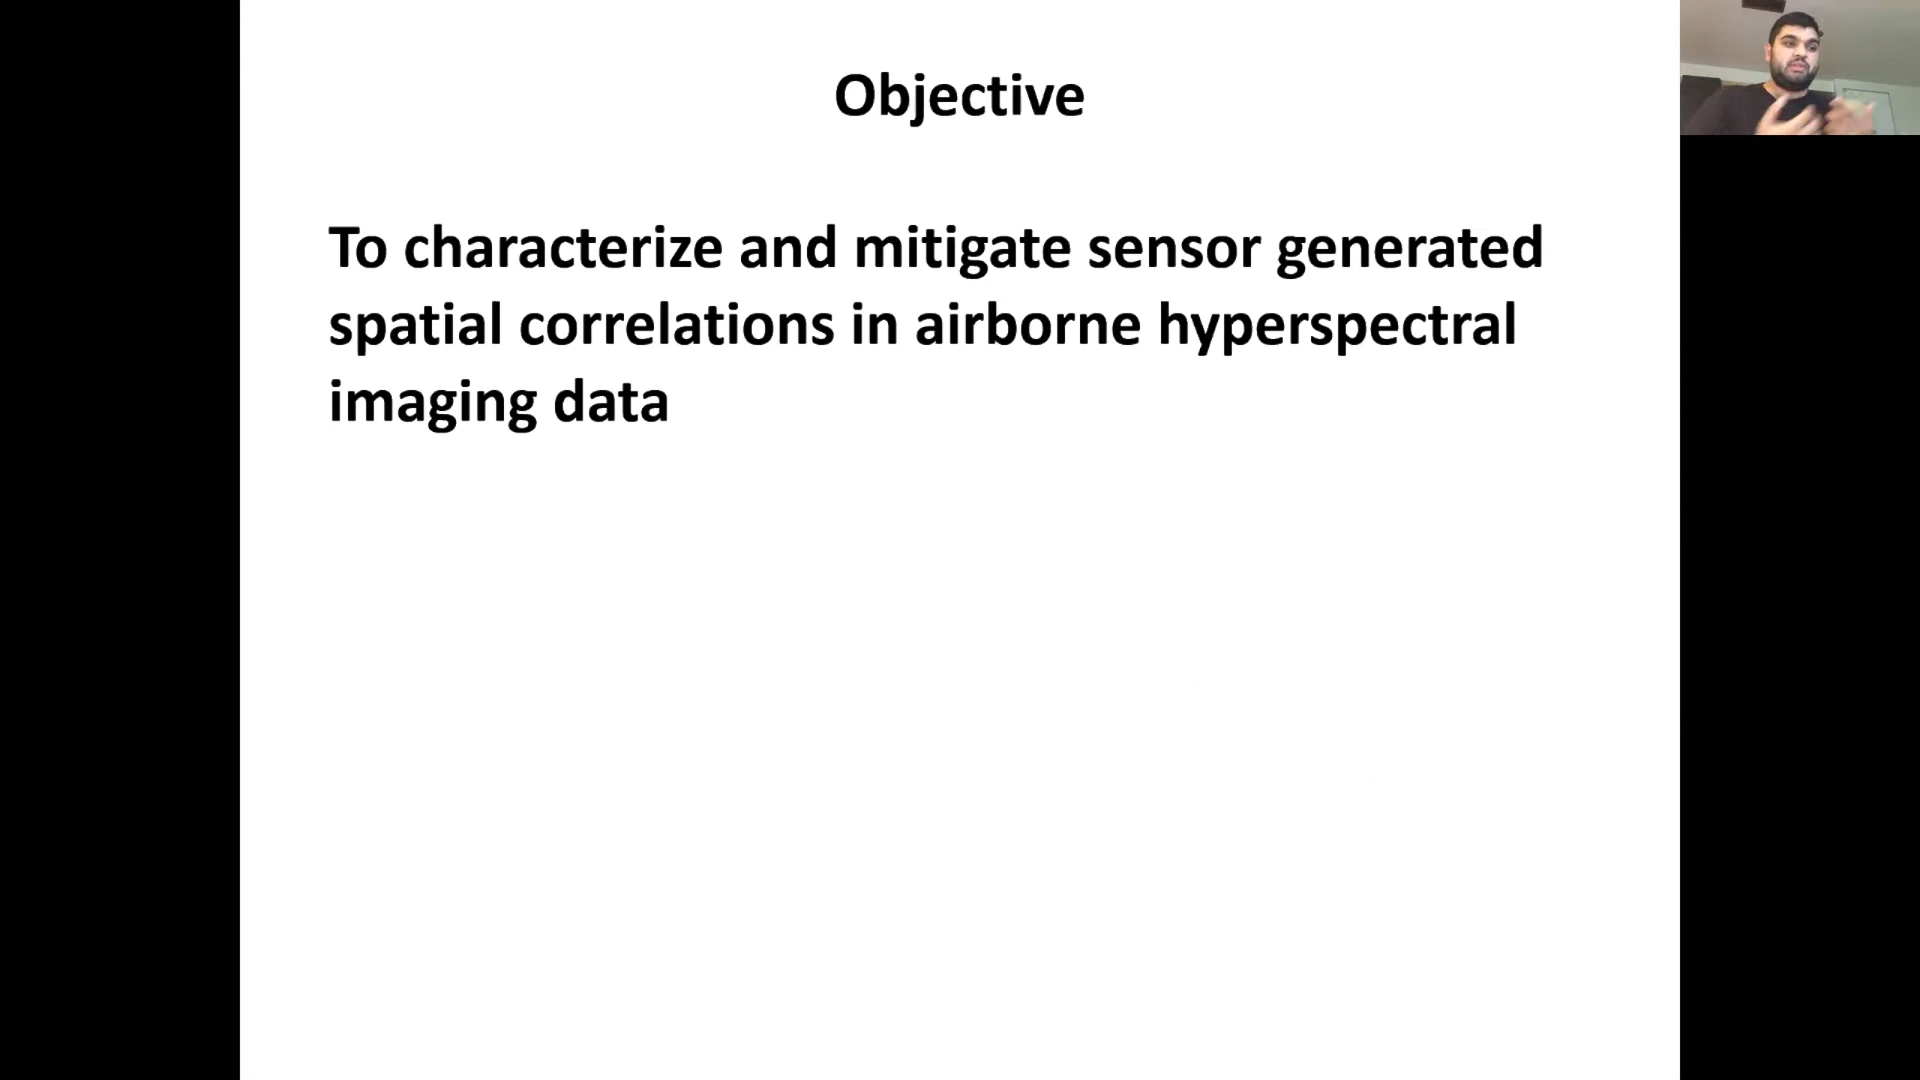 Objective
To characterize and mitigate sensor generated
spatial correlations in airborne hyperspectral
imaging data